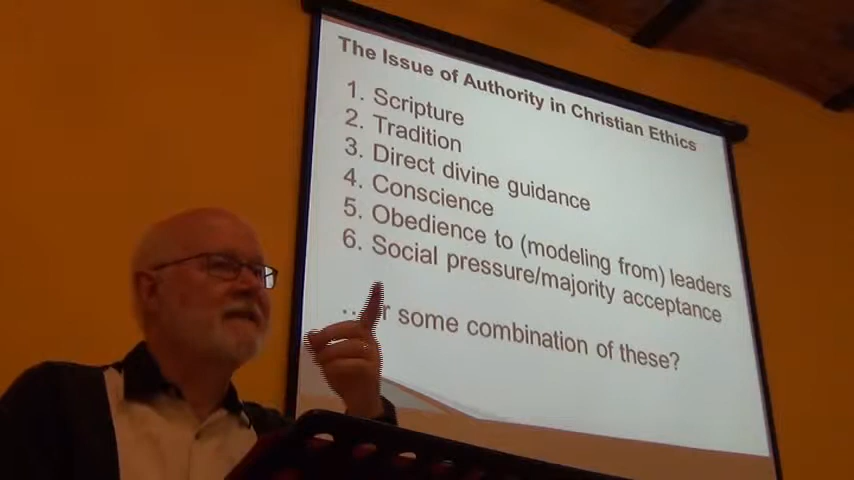 The Issue of Authority in Christian Ethics
1. Scripture
2. Tradition
3. Direct divine guidance
4. Conscience
5. Obedience to (modeling from) leaders
6. Social pressure/majority acceptance
some combination of these?